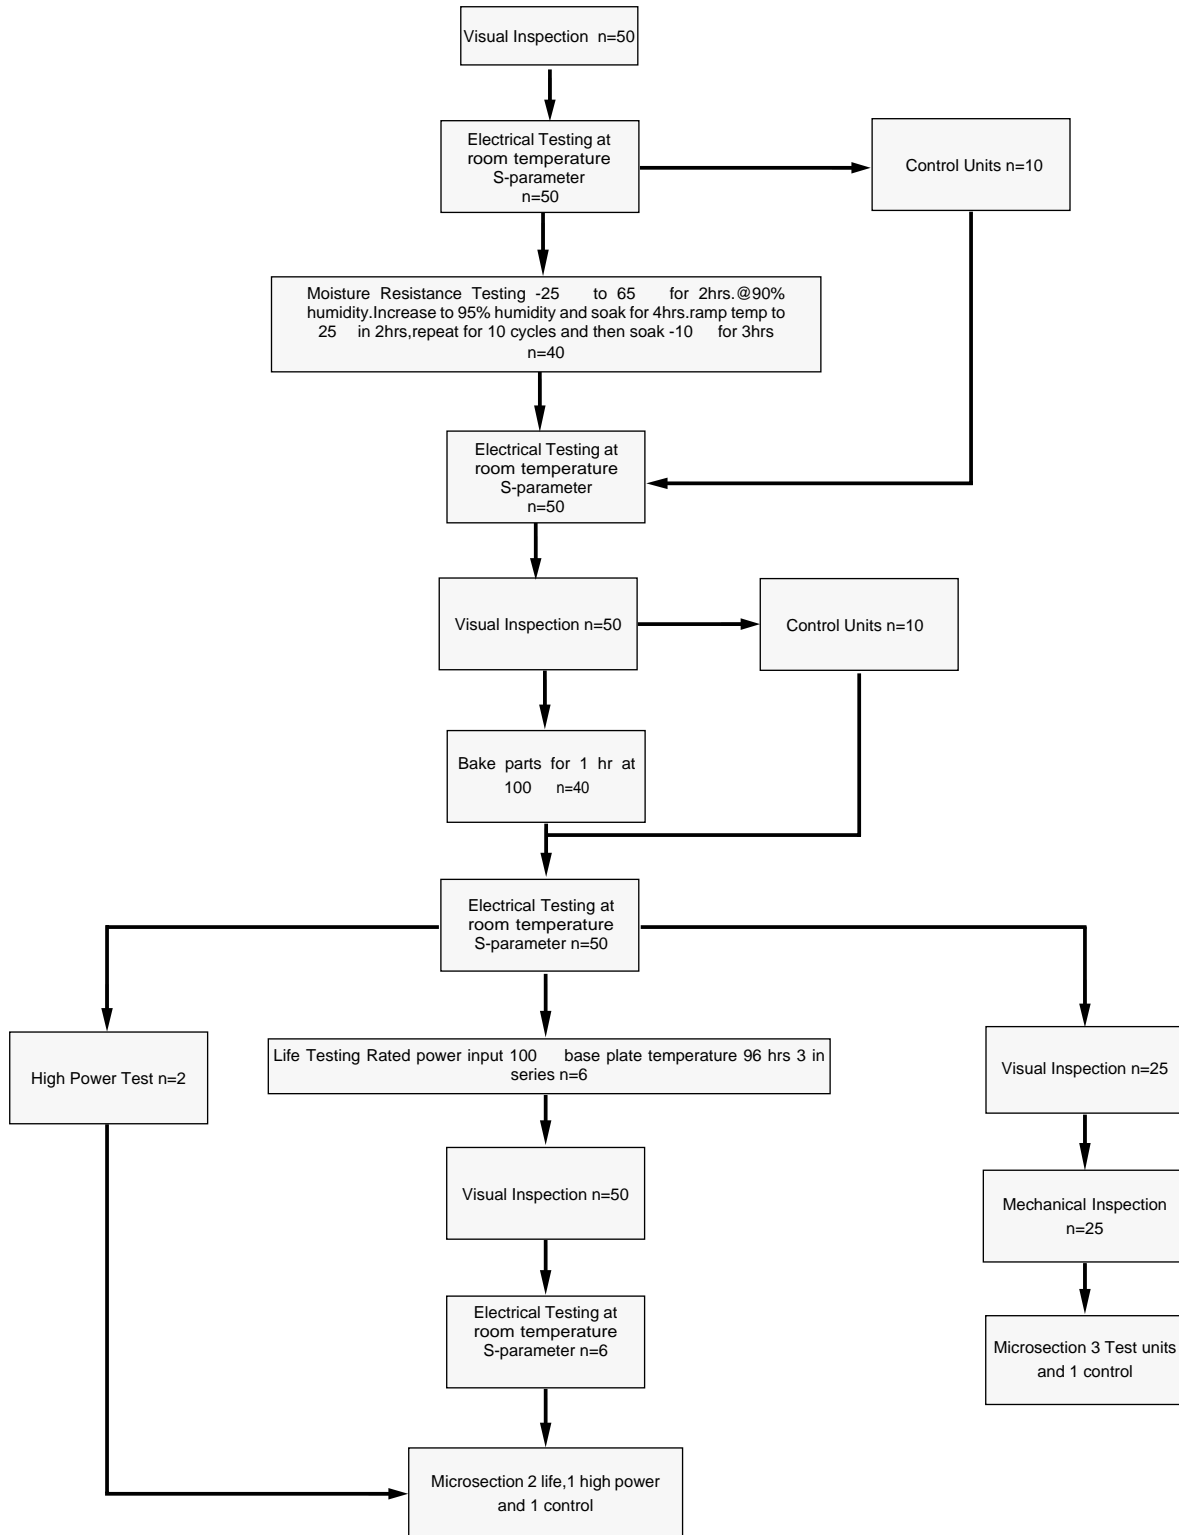 Visual Inspection n=50
Electrical Testing at
room temperature
S-parameter
n=50
Control Units n=10
Moisture Resistance Testing -25 to 65 for 2hrs.@90%
humidity.Increase to 95% humidity and soak for 4hrs.ramp temp to
25 in 2hrs,repeat for 10 cycles and then soak -10 for 3hrs
n=40
Electrical Testing at
room temperature
S-parameter
n=50
Visual Inspection n=50
Control Units n=10
Bake parts for 1 hr at
100 n=40
Electrical Testing at
room temperature
S-parameter n=50
High Power Test n=2
Life Testing Rated power input 100 base plate temperature 96 hrs 3 in
series n=6
Visual Inspection n=25
Visual Inspection n=50
Mechanical Inspection
n=25
Electrical Testing at
room temperature
S-parameter n=6
Microsection 3 Test units
and 1 control
Microsection 2 life,1 high power
and 1 control